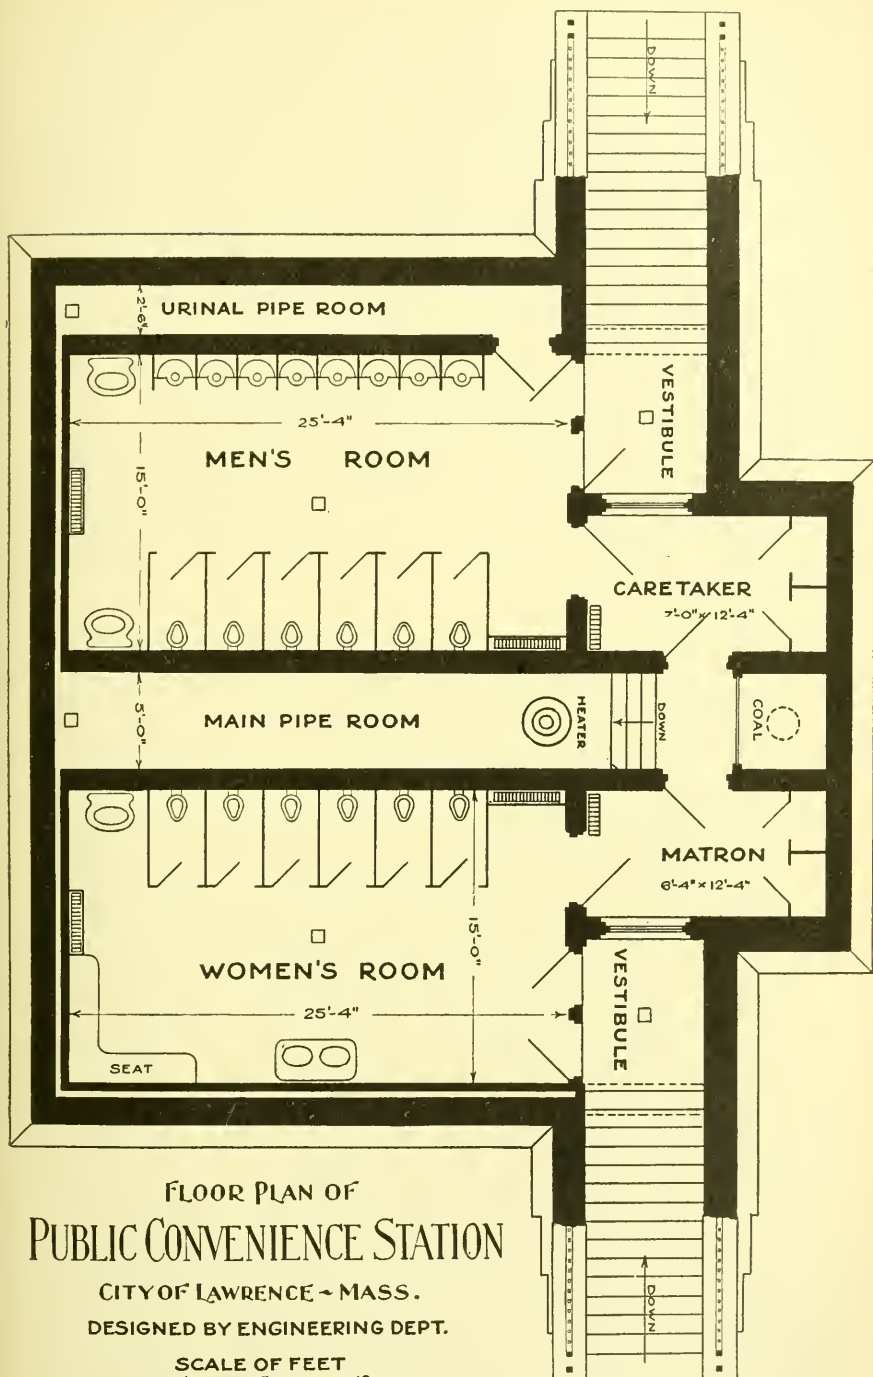 DOWN
2'-6"
URINAL PIPE ROOM
VESTIBULE
25'-4"
MEN'S ROOM
15'-0"
CARETAKER
7'-0" x 12'-4"
5'-0"
MAIN PIPE ROOM
HEATER
DOWN
COAL
MATRON
6'-4" x 12'-4"
15'-0"
WOMEN'S ROOM
VESTIBULE
25'-4"
SEAT
DOWN
FLOOR PLAN OF
PUBLIC CONVENIENCE STATION
CITY OF LAWRENCE ~ MASS.
DESIGNED BY ENGINEERING DEPT.
SCALE OF FEET